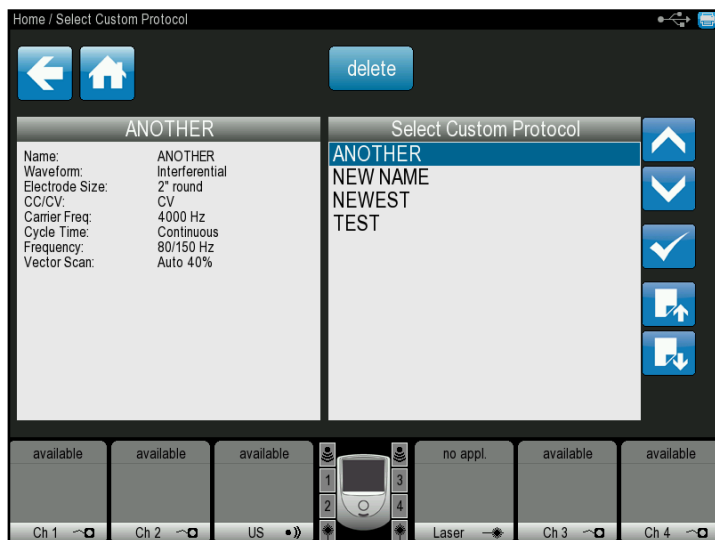 Home / Select Custom Protocol
delete
ANOTHER
Name: ANOTHER
Waveform: Interferential
Electrode Size: 2" round
CC/CV: CV
Carrier Freq: 4000 Hz
Cycle Time: Continuous
Frequency: 80/150 Hz
Vector Scan: Auto 40%
Select Custom Protocol
ANOTHER
NEW NAME
NEWEST
TEST
available
Ch 1
available
Ch 2
available
US
1
2
3
4
no appl.
Laser
available
Ch 3
available
Ch 4